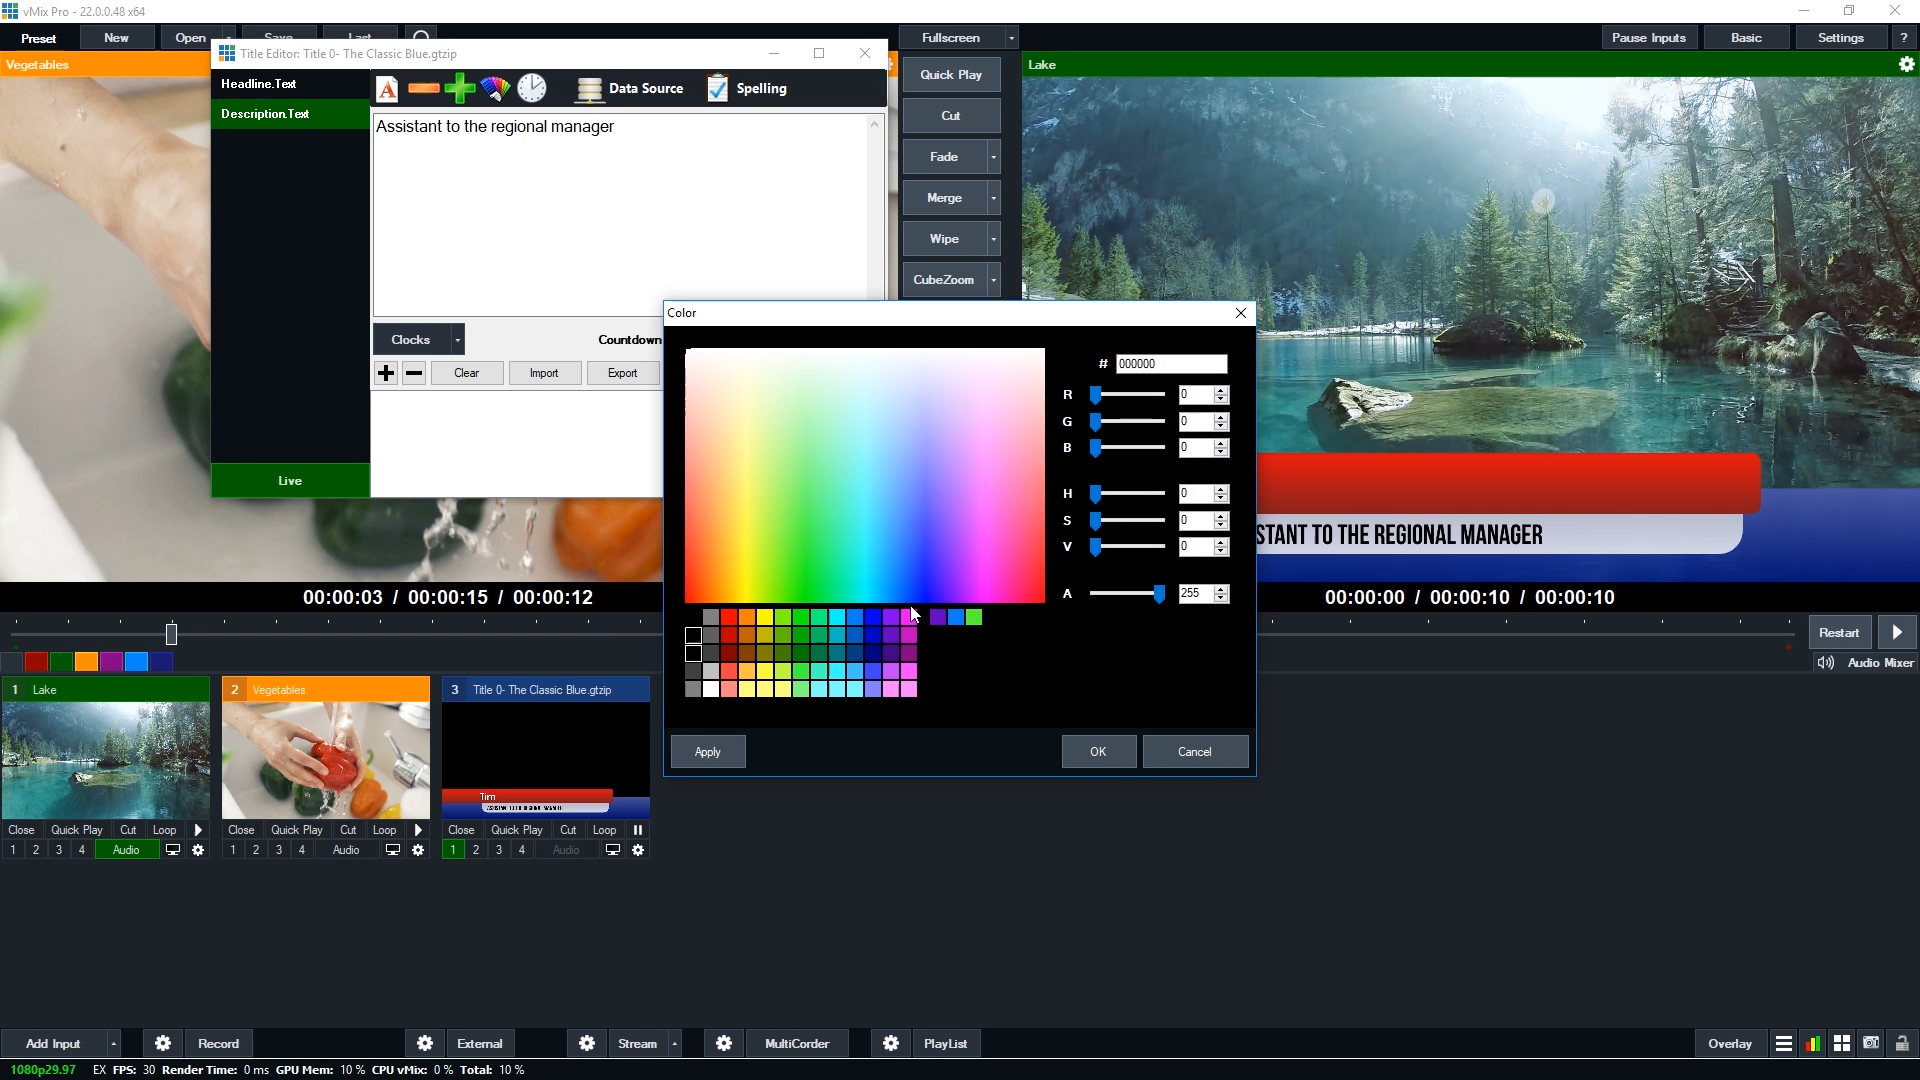 vMix Pro - 22.0.0.48 x64
Preset New Open Save Last Fullscreen Pause Inputs Basic Settings ?
Vegetables
Title Editor: Title 0- The Classic Blue.gtzip
Headline.Text
Description.Text
Live
Data Source Spelling
Assistant to the regional manager
Clocks Countdown
Clear Import Export
Quick Play
Cut
Fade
Merge
Wipe
CubeZoom
Lake
Color
# 000000
R 0
G 0
B 0
H 0
S 0
V 0
A 255
Apply OK Cancel
STANT TO THE REGIONAL MANAGER
00:00:03 / 00:00:15 / 00:00:12
00:00:00 / 00:00:10 / 00:00:10
Restart
Audio Mixer
1 Lake
Close Quick Play Cut Loop
1 2 3 4 Audio
2 Vegetables
Close Quick Play Cut Loop
1 2 3 4 Audio
3 Title 0- The Classic Blue.gtzip
Tim
ASSISTANT TO THE REGIONAL MANAGER
Close Quick Play Cut Loop
1 2 3 4 Audio
Add Input Record External Stream MultiCorder PlayList Overlay
1080p29.97 EX FPS: 30 Render Time: 0 ms GPU Mem: 10 % CPU vMix: 0 % Total: 10 %